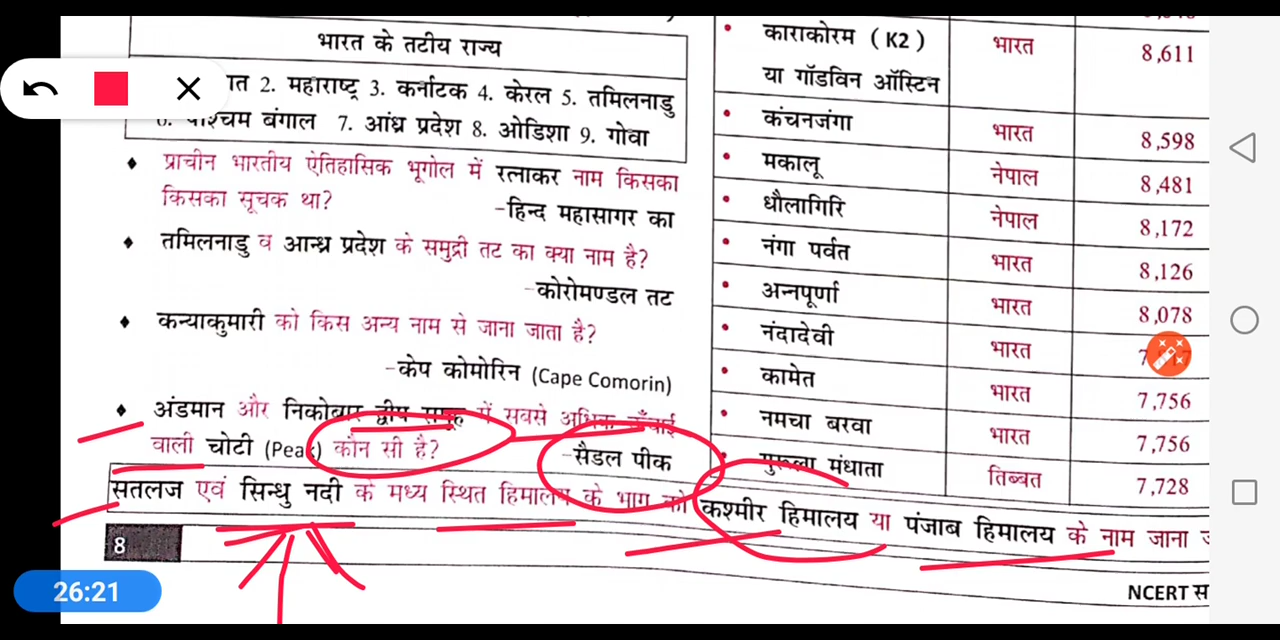 भारत के तटीय राज्य
2. महाराष्ट्र 3. कर्नाटक 4. केरल 5. तमिलनाडु
बंगाल 7. आंध्र प्रदेश 8. ओडिशा 9. गोवा
♦ प्राचीन भारतीय ऐतिहासिक भूगोल में रत्नाकर नाम किसका
किसका सूचक था? -हिन्द महासागर का
♦ तमिलनाडु व आन्ध्र प्रदेश के समुद्री तट का क्या नाम है?
-कोरोमण्डल तट
♦ कन्याकुमारी को किस अन्य नाम से जाना जाता है?
-केप कोमोरिन (Cape Comorin)
♦ अंडमान और निकोबार द्वीप समूह में सबसे अधिक ऊँचाई
वाली चोटी (Peak) कौन सी है? -सैडल पीक
• काराकोरम ( K2 ) भारत 8,611
या गॉडविन ऑस्टिन
• कंचनजंगा भारत 8,598
• मकालू नेपाल 8,481
• धौलागिरि नेपाल 8,172
• नंगा पर्वत भारत 8,126
• अन्नपूर्णा भारत 8,078
• नंदादेवी भारत
• कामेत भारत 7,756
• नमचा बरवा भारत 7,756
• गुरूला मंधाता तिब्बत 7,728
सतलज एवं सिन्धु नदी के मध्य स्थित हिमालय के भाग को कश्मीर हिमालय या पंजाब हिमालय के नाम जाना
8
NCERT
26:21